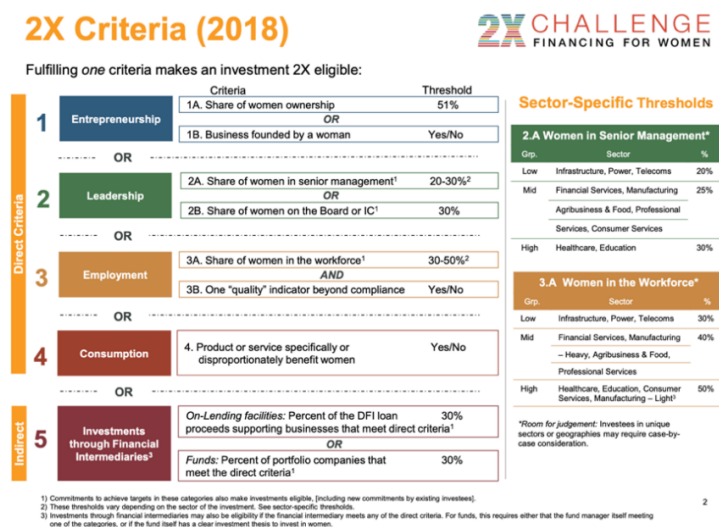 2X Criteria (2018)
2X CHALLENGE
FINANCING FOR WOMEN
Fulfilling one criteria makes an investment 2X eligible:
Criteria Threshold
Direct Criteria
1 Entrepreneurship
1A. Share of women ownership 51%
OR
1B. Business founded by a woman Yes/No
OR
2 Leadership
2A. Share of women in senior management¹ 20-30%²
OR
2B. Share of women on the Board or IC¹ 30%
OR
3 Employment
3A. Share of women in the workforce¹ 30-50%²
AND
3B. One “quality” indicator beyond compliance Yes/No
OR
4 Consumption
4. Product or service specifically or Yes/No
disproportionately benefit women
OR
Indirect
5 Investments
through Financial
Intermediaries³
On-Lending facilities: Percent of the DFI loan 30%
proceeds supporting businesses that meet direct criteria¹
OR
Funds: Percent of portfolio companies that 30%
meet the direct criteria¹
Sector-Specific Thresholds
2.A Women in Senior Management*
Grp. Sector %
Low Infrastructure, Power, Telecoms 20%
Mid Financial Services, Manufacturing 25%
Agribusiness & Food, Professional
Services, Consumer Services
High Healthcare, Education 30%
3.A Women in the Workforce*
Grp. Sector %
Low Infrastructure, Power, Telecoms 30%
Mid Financial Services, Manufacturing 40%
– Heavy, Agribusiness & Food,
Professional Services
High Healthcare, Education, Consumer 50%
Services, Manufacturing – Light³
*Room for judgement: Investees in unique
sectors or geographies may require case-by-
case consideration.
1) Commitments to achieve targets in these categories also make investments eligible, [including new commitments by existing investees].
2) These thresholds vary depending on the sector of the investment. See sector-specific thresholds.
3) Investments through financial intermediaries may also be eligibility if the financial intermediary meets any of the direct criteria. For funds, this requires either that the fund manager itself meeting
one of the categories, or if the fund itself has a clear investment thesis to invest in women.
2